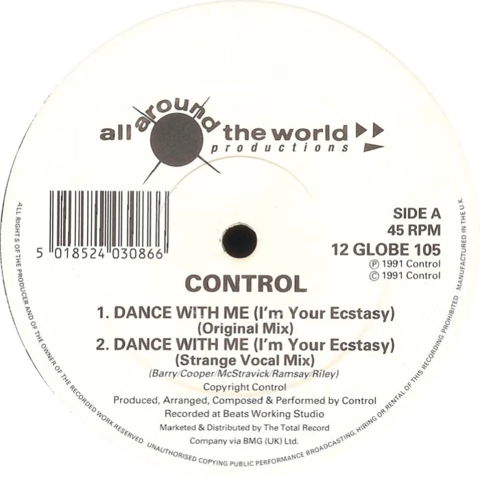 all around the world
productions
5 018524 030866
SIDE A
45 RPM
12 GLOBE 105
Ⓟ 1991 Control
© 1991 Control
CONTROL
1. DANCE WITH ME (I'm Your Ecstasy)
(Original Mix)
2. DANCE WITH ME (I'm Your Ecstasy)
(Strange Vocal Mix)
(Barry/Cooper/McStravick/Ramsay/Riley)
Copyright Control
Produced, Arranged, Composed & Performed by Control
Recorded at Beats Working Studio
Marketed & Distributed by The Total Record
Company via BMG (UK) Ltd.
ALL RIGHTS OF THE PRODUCER AND OF THE OWNER OF THE RECORDED WORK RESERVED UNAUTHORISED COPYING PUBLIC PERFORMANCE BROADCASTING, HIRING OR RENTAL OF THIS RECORDING PROHIBITED MANUFACTURED IN THE U.K.